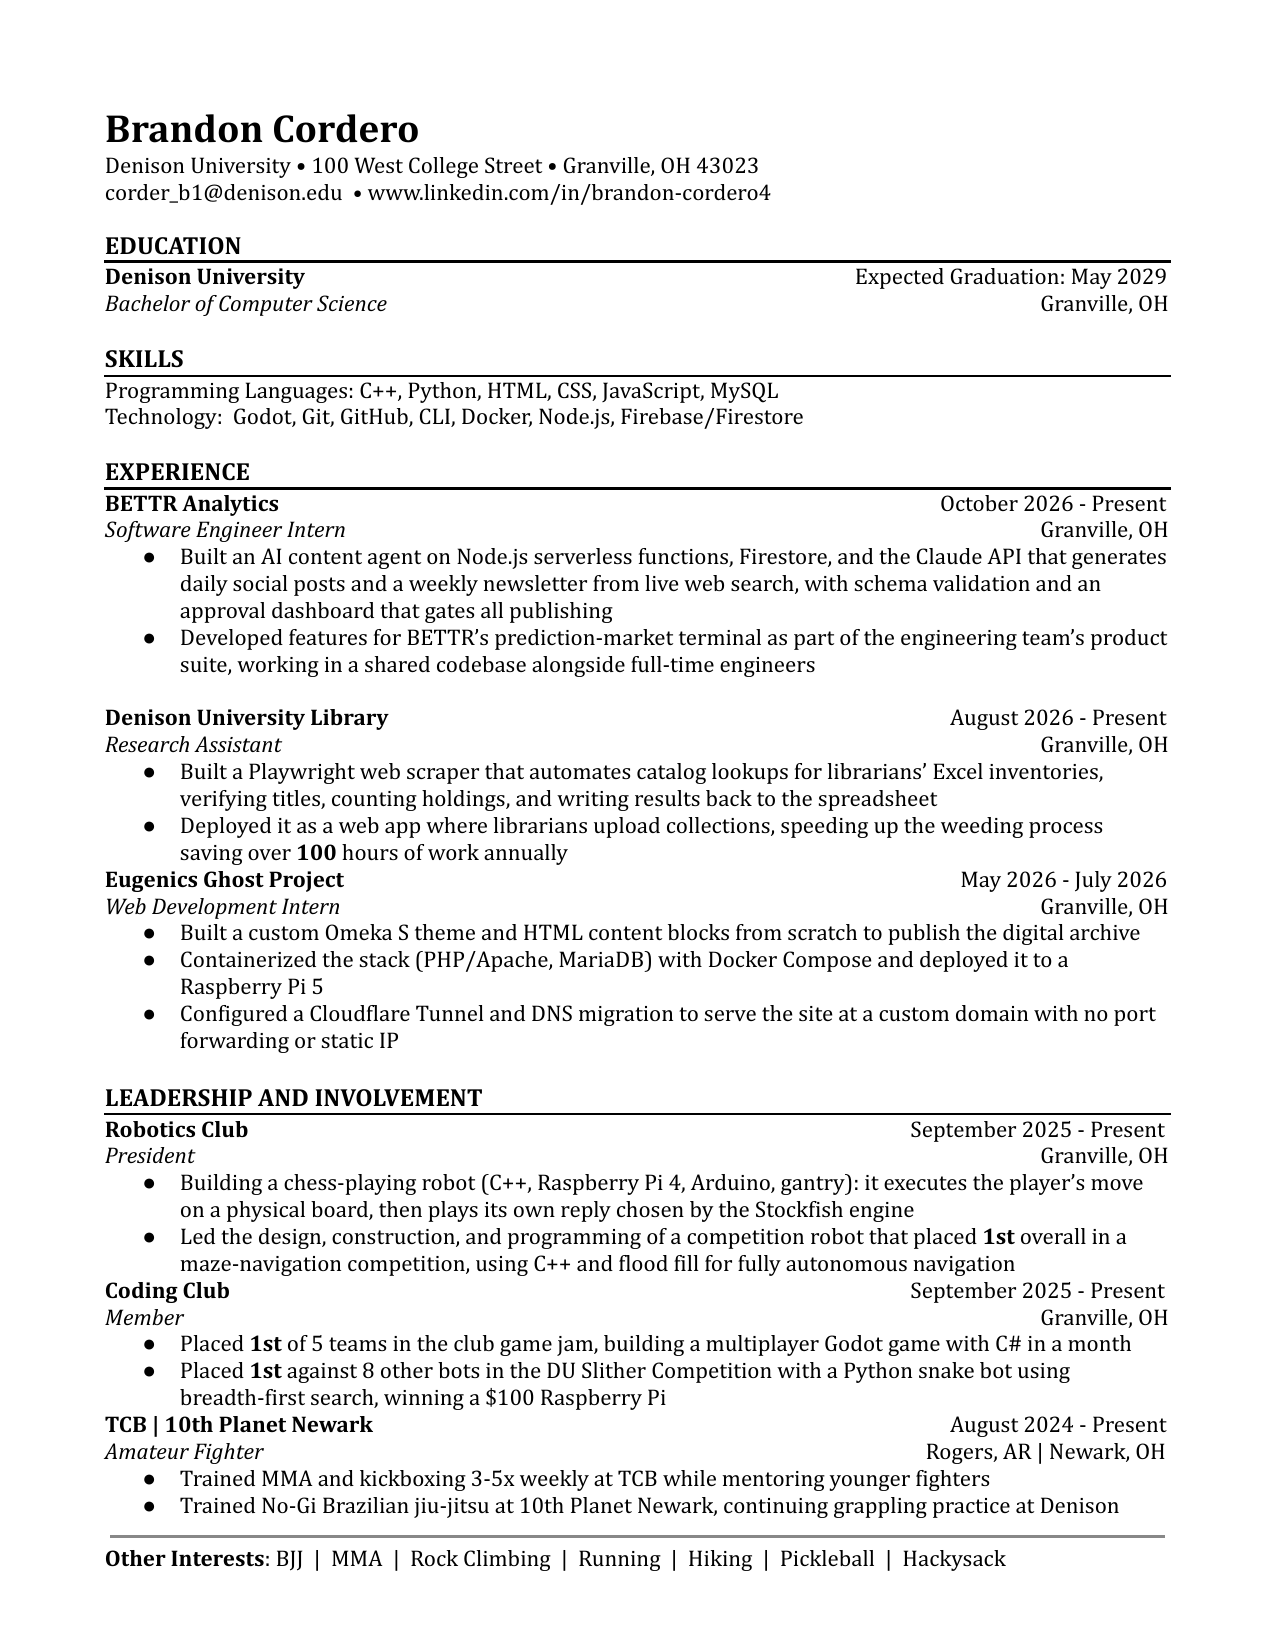 Brandon Cordero
Denison University • 100 West College Street • Granville, OH 43023
corder_b1@denison.edu • www.linkedin.com/in/brandon-cordero4
EDUCATION
Denison University Expected Graduation: May 2029
Bachelor of Computer Science Granville, OH
SKILLS
Programming Languages: C++, Python, HTML, CSS, JavaScript, MySQL
Technology: Godot, Git, GitHub, CLI, Docker, Node.js, Firebase/Firestore
EXPERIENCE
BETTR Analytics October 2026 - Present
Software Engineer Intern Granville, OH
● Built an AI content agent on Node.js serverless functions, Firestore, and the Claude API that generates
daily social posts and a weekly newsletter from live web search, with schema validation and an
approval dashboard that gates all publishing
● Developed features for BETTR’s prediction-market terminal as part of the engineering team’s product
suite, working in a shared codebase alongside full-time engineers
Denison University Library August 2026 - Present
Research Assistant Granville, OH
● Built a Playwright web scraper that automates catalog lookups for librarians’ Excel inventories,
verifying titles, counting holdings, and writing results back to the spreadsheet
● Deployed it as a web app where librarians upload collections, speeding up the weeding process
saving over 100 hours of work annually
Eugenics Ghost Project May 2026 - July 2026
Web Development Intern Granville, OH
● Built a custom Omeka S theme and HTML content blocks from scratch to publish the digital archive
● Containerized the stack (PHP/Apache, MariaDB) with Docker Compose and deployed it to a
Raspberry Pi 5
● Configured a Cloudflare Tunnel and DNS migration to serve the site at a custom domain with no port
forwarding or static IP
LEADERSHIP AND INVOLVEMENT
Robotics Club September 2025 - Present
President Granville, OH
● Building a chess-playing robot (C++, Raspberry Pi 4, Arduino, gantry): it executes the player’s move
on a physical board, then plays its own reply chosen by the Stockfish engine
● Led the design, construction, and programming of a competition robot that placed 1st overall in a
maze-navigation competition, using C++ and flood fill for fully autonomous navigation
Coding Club September 2025 - Present
Member Granville, OH
● Placed 1st of 5 teams in the club game jam, building a multiplayer Godot game with C# in a month
● Placed 1st against 8 other bots in the DU Slither Competition with a Python snake bot using
breadth-first search, winning a $100 Raspberry Pi
TCB | 10th Planet Newark August 2024 - Present
Amateur Fighter Rogers, AR | Newark, OH
● Trained MMA and kickboxing 3-5x weekly at TCB while mentoring younger fighters
● Trained No-Gi Brazilian jiu-jitsu at 10th Planet Newark, continuing grappling practice at Denison
Other Interests: BJJ | MMA | Rock Climbing | Running | Hiking | Pickleball | Hackysack